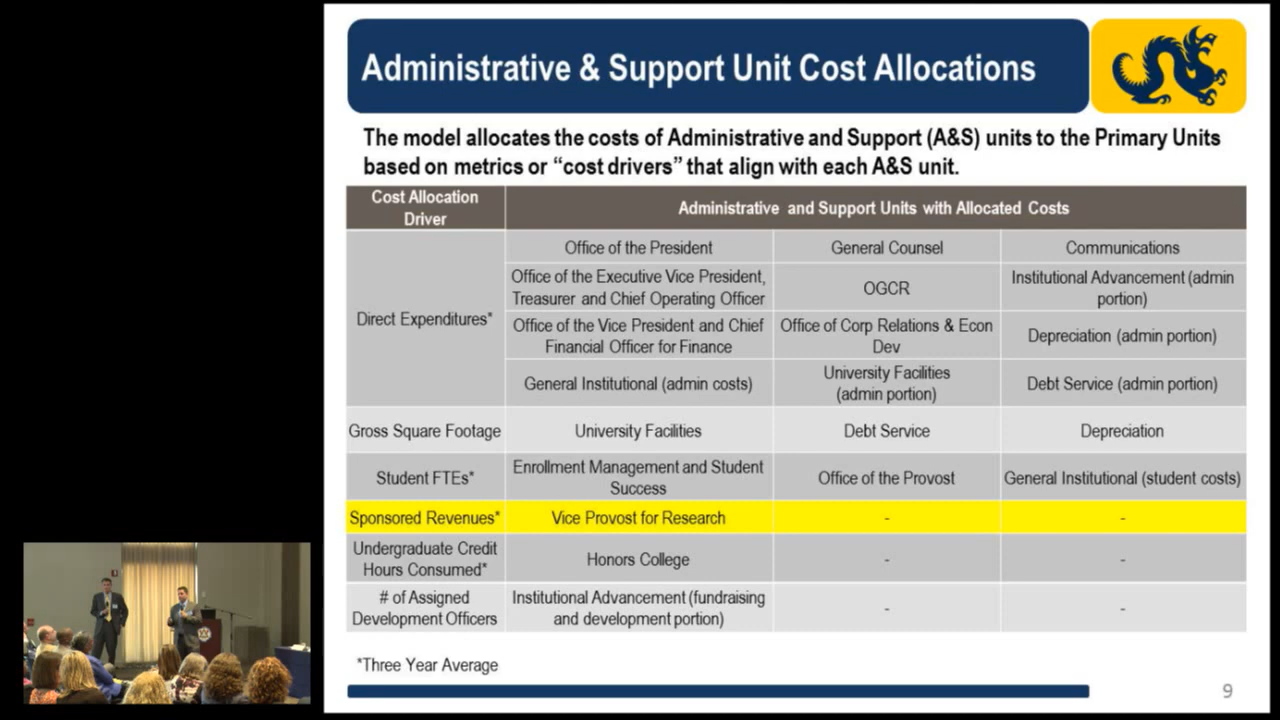 Administrative & Support Unit Cost Allocations
The model allocates the costs of Administrative and Support (A&S) units to the Primary Units
based on metrics or “cost drivers” that align with each A&S unit.
Cost Allocation
Driver
Administrative and Support Units with Allocated Costs
Direct Expenditures*
Office of the President
General Counsel
Communications
Office of the Executive Vice President,
Treasurer and Chief Operating Officer
OGCR
Institutional Advancement (admin
portion)
Office of the Vice President and Chief
Financial Officer for Finance
Office of Corp Relations & Econ
Dev
Depreciation (admin portion)
General Institutional (admin costs)
University Facilities
(admin portion)
Debt Service (admin portion)
Gross Square Footage
University Facilities
Debt Service
Depreciation
Student FTEs*
Enrollment Management and Student
Success
Office of the Provost
General Institutional (student costs)
Sponsored Revenues*
Vice Provost for Research
-
-
Undergraduate Credit
Hours Consumed*
Honors College
-
-
# of Assigned
Development Officers
Institutional Advancement (fundraising
and development portion)
-
-
*Three Year Average
9